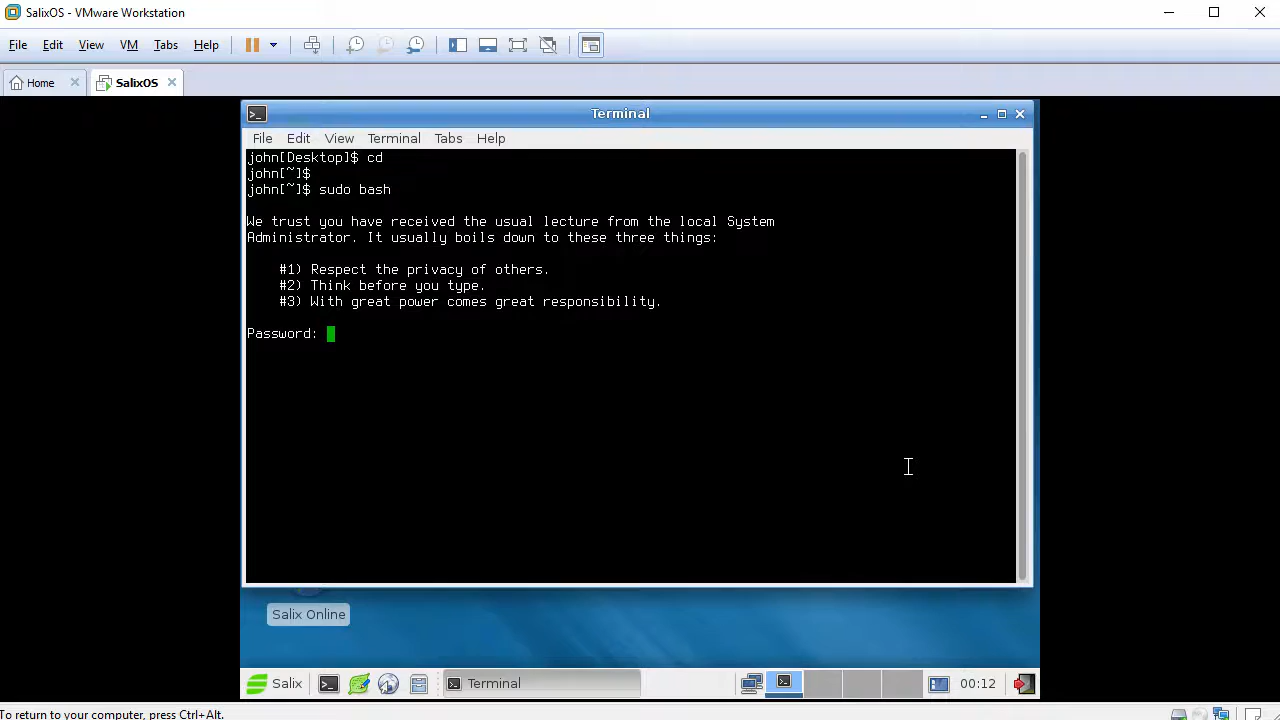 SalixOS - VMware Workstation
File Edit View VM Tabs Help
Home SalixOS
Terminal
File Edit View Terminal Tabs Help
john[Desktop]$ cd
john[~]$
john[~]$ sudo bash
We trust you have received the usual lecture from the local System
Administrator. It usually boils down to these three things:
#1) Respect the privacy of others.
#2) Think before you type.
#3) With great power comes great responsibility.
Password:
Salix Online
Salix Terminal 00:12
To return to your computer, press Ctrl+Alt.